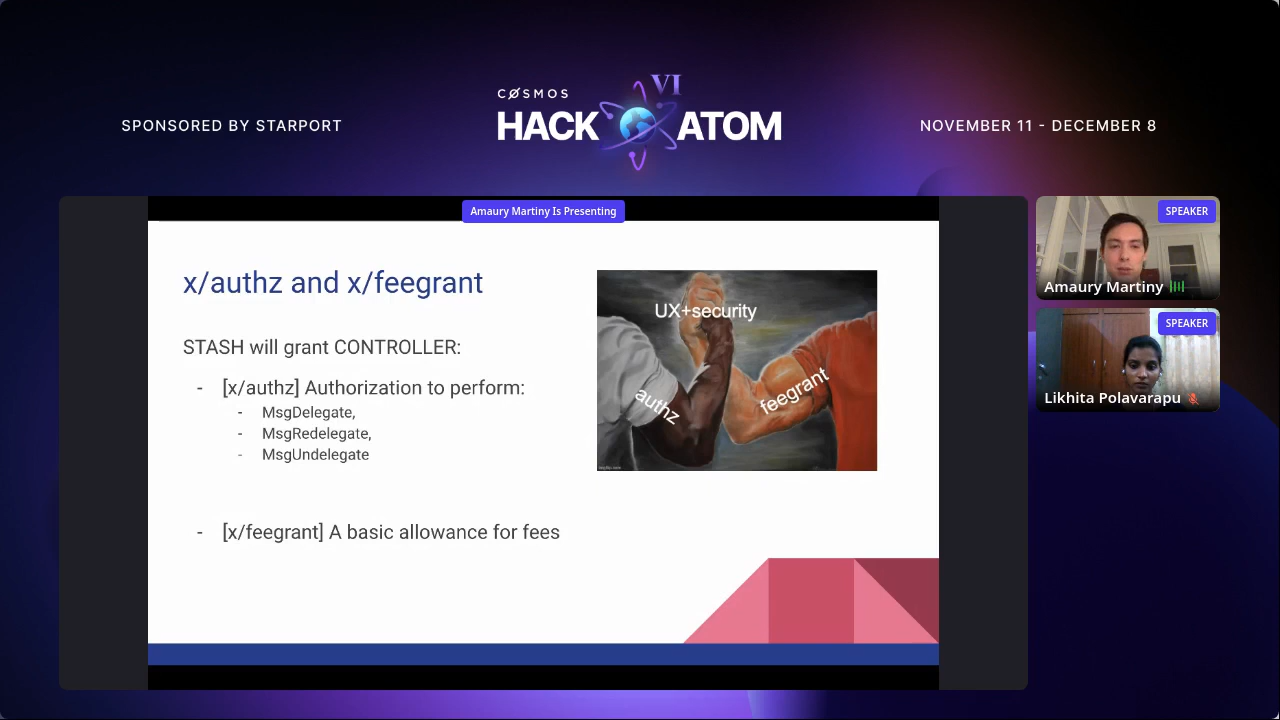 VI
COSMOS
HACK ATOM
SPONSORED BY STARPORT
NOVEMBER 11 - DECEMBER 8
Amaury Martiny Is Presenting
x/authz and x/feegrant
STASH will grant CONTROLLER:
- [x/authz] Authorization to perform:
- MsgDelegate,
- MsgRedelegate,
- MsgUndelegate
- [x/feegrant] A basic allowance for fees
UX+security
authz
feegrant
SPEAKER
Amaury Martiny
SPEAKER
Likhita Polavarapu